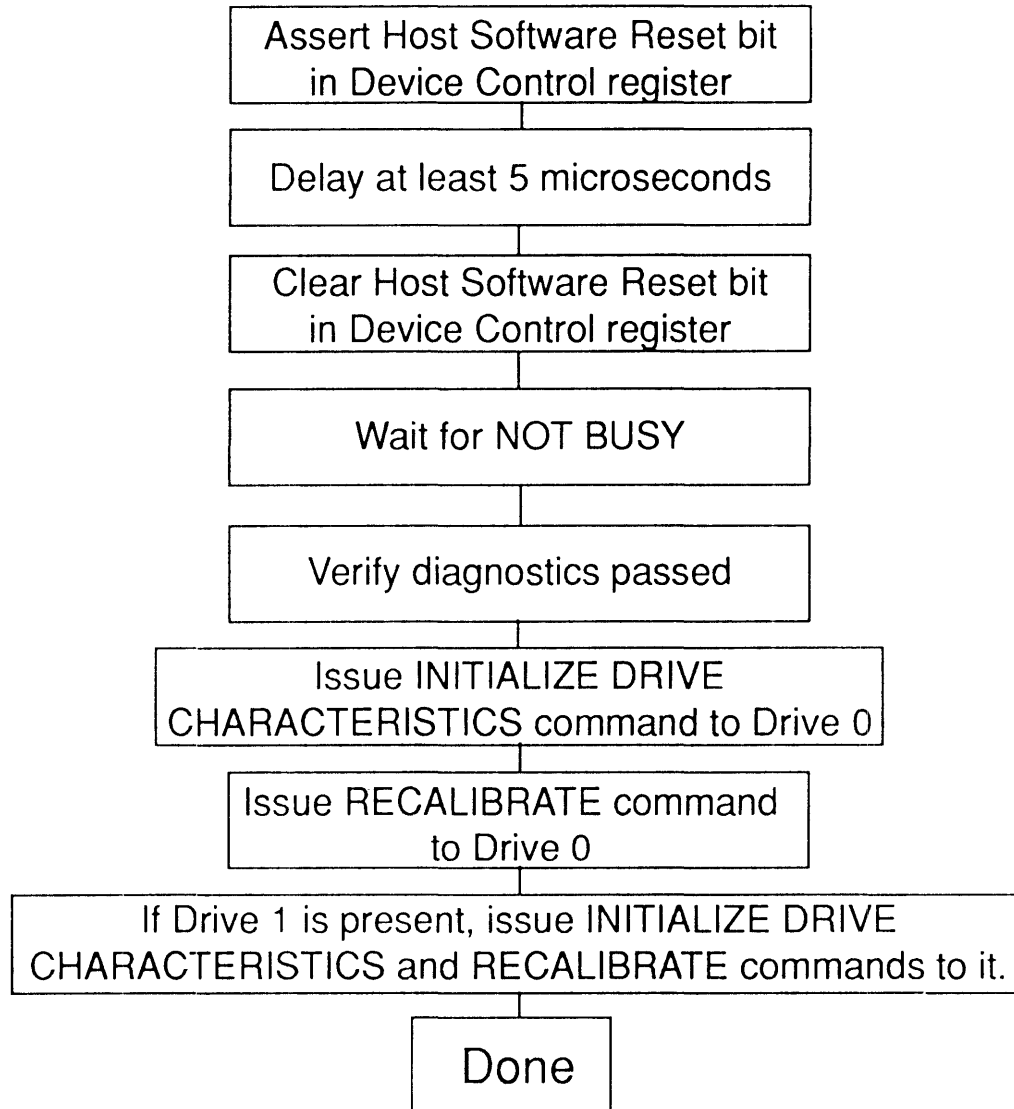 Assert Host Software Reset bit
in Device Control register
Delay at least 5 microseconds
Clear Host Software Reset bit
in Device Control register
Wait for NOT BUSY
Verify diagnostics passed
Issue INITIALIZE DRIVE
CHARACTERISTICS command to Drive 0
Issue RECALIBRATE command
to Drive 0
If Drive 1 is present, issue INITIALIZE DRIVE
CHARACTERISTICS and RECALIBRATE commands to it.
Done